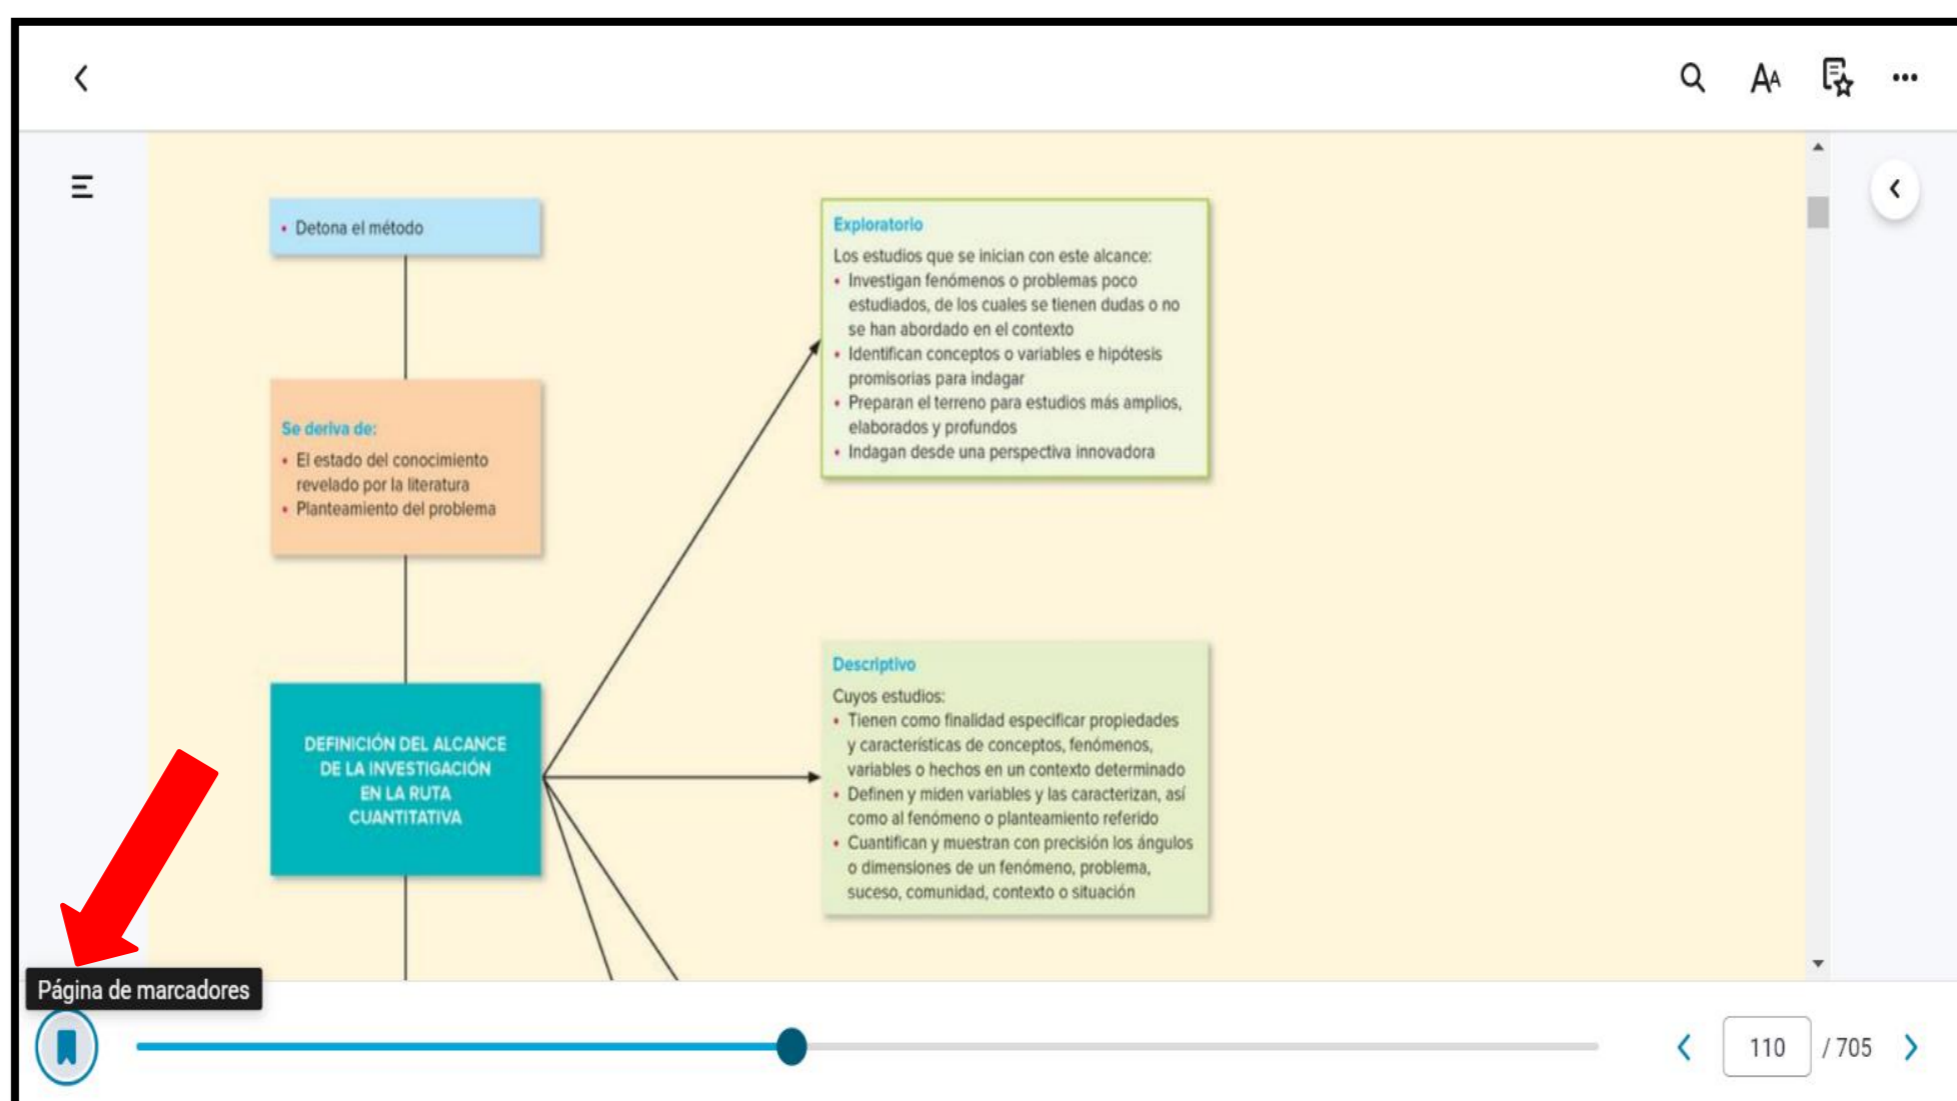 AA
• Detona el método
Se deriva de:
• El estado del conocimiento
revelado por la literatura
• Planteamiento del problema
DEFINICIÓN DEL ALCANCE
DE LA INVESTIGACIÓN
EN LA RUTA
CUANTITATIVA
Exploratorio
Los estudios que se inician con este alcance:
• Investigan fenómenos o problemas poco
estudiados, de los cuales se tienen dudas o no
se han abordado en el contexto
• Identifican conceptos o variables e hipótesis
promisorias para indagar
• Preparan el terreno para estudios más amplios,
elaborados y profundos
• Indagan desde una perspectiva innovadora
Descriptivo
Cuyos estudios:
• Tienen como finalidad especificar propiedades
y características de conceptos, fenómenos,
variables o hechos en un contexto determinado
• Definen y miden variables y las caracterizan, así
como al fenómeno o planteamiento referido
• Cuantifican y muestran con precisión los ángulos
o dimensiones de un fenómeno, problema,
suceso, comunidad, contexto o situación
Página de marcadores
110 / 705